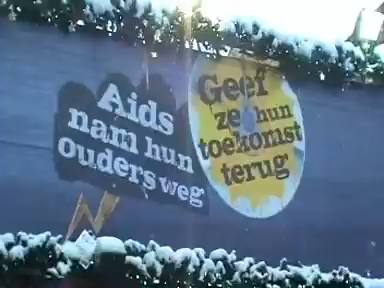 Aids
nam hun
ouders weg
Geef
ze hun
toekomst
terug